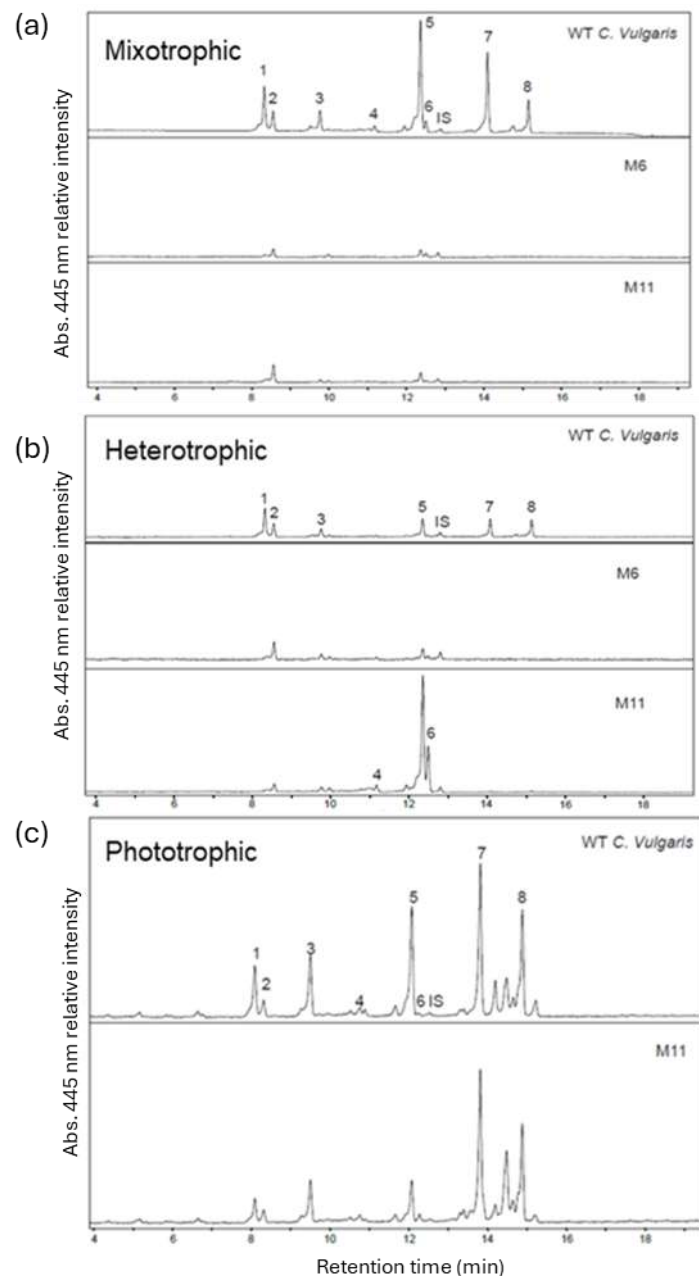 (a)
Mixotrophic
WT C. Vulgaris
1
2
3
4
5
6
IS
7
8
M6
M11
Abs. 445 nm relative intensity
4 6 8 10 12 14 16 18
(b)
Heterotrophic
WT C. Vulgaris
1
2
3
5
IS
7
8
M6
M11
4
6
Abs. 445 nm relative intensity
4 6 8 10 12 14 16 18
(c)
Phototrophic
WT C. Vulgaris
1
2
3
4
5
6 IS
7
8
M11
Abs. 445 nm relative intensity
4 6 8 10 12 14 16 18
Retention time (min)